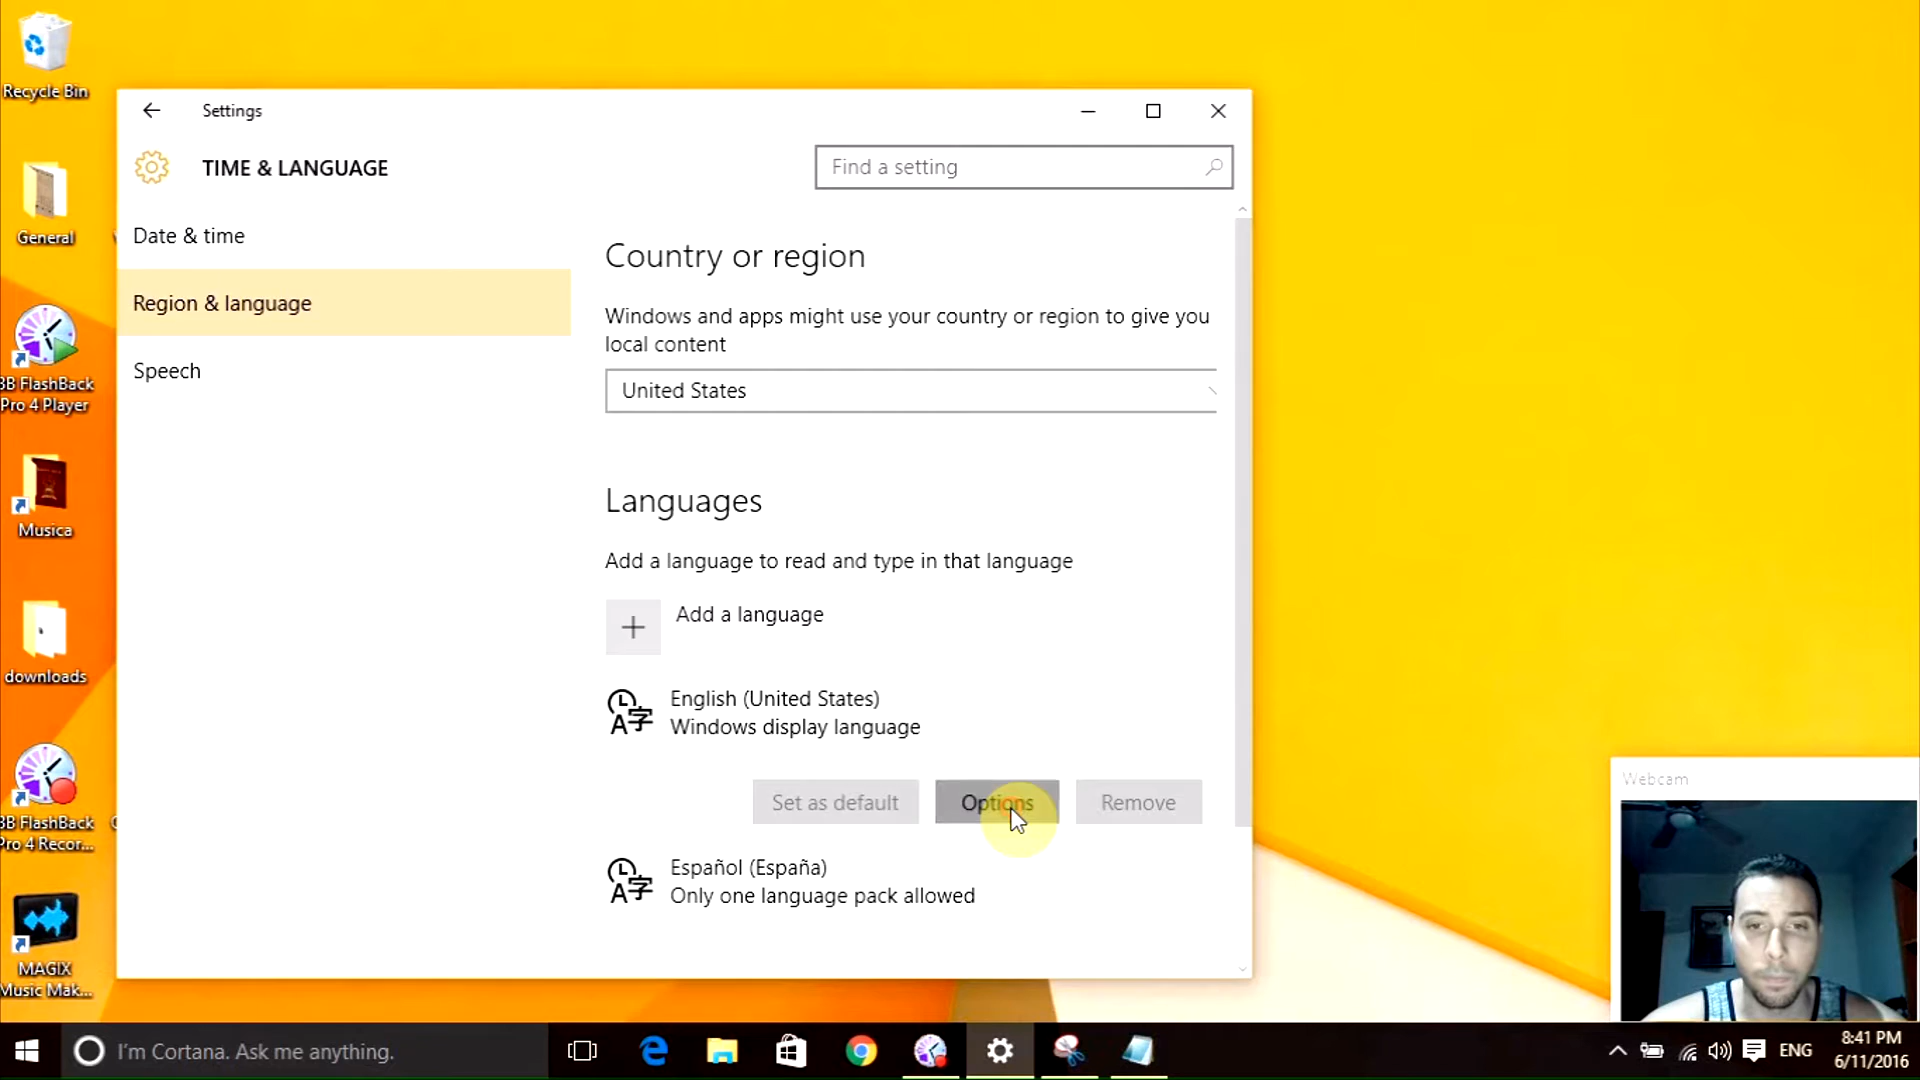 Recycle Bin
General
3B FlashBack
Pro 4 Player
Musica
downloads
3B FlashBack
Pro 4 Recor...
MAGIX
Music Mak...
Settings
TIME & LANGUAGE
Find a setting
Date & time
Region & language
Speech
Country or region
Windows and apps might use your country or region to give you
local content
United States
Languages
Add a language to read and type in that language
Add a language
English (United States)
Windows display language
Set as default
Options
Remove
Español (España)
Only one language pack allowed
Webcam
I'm Cortana. Ask me anything.
ENG
8:41 PM
6/11/2016